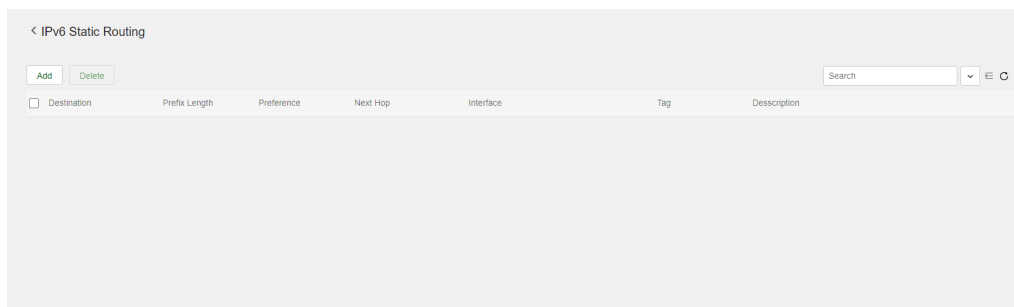 IPv6 Static Routing
Add Delete Search
Destination Prefix Length Preference Next Hop Interface Tag Desscription